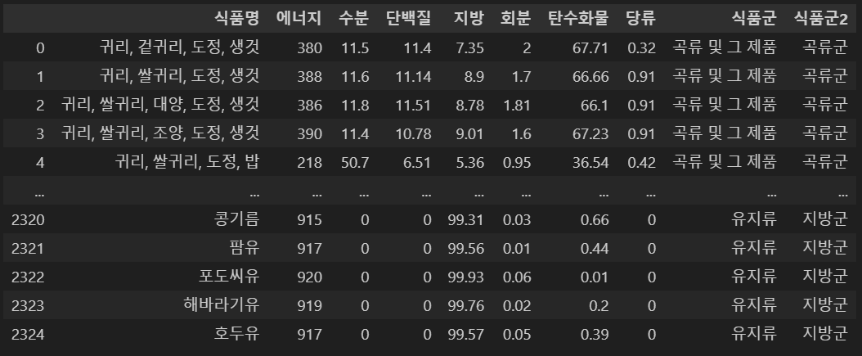 식품명 에너지 수분 단백질 지방 회분 탄수화물 당류 식품군 식품군2
0 귀리, 겉귀리, 도정, 생것 380 11.5 11.4 7.35 2 67.71 0.32 곡류 및 그 제품 곡류군
1 귀리, 쌀귀리, 도정, 생것 388 11.6 11.14 8.9 1.7 66.66 0.91 곡류 및 그 제품 곡류군
2 귀리, 쌀귀리, 대양, 도정, 생것 386 11.8 11.51 8.78 1.81 66.1 0.91 곡류 및 그 제품 곡류군
3 귀리, 쌀귀리, 조양, 도정, 생것 390 11.4 10.78 9.01 1.6 67.23 0.91 곡류 및 그 제품 곡류군
4 귀리, 쌀귀리, 도정, 밥 218 50.7 6.51 5.36 0.95 36.54 0.42 곡류 및 그 제품 곡류군
... ... ... ... ... ... ... ... ... ... ...
2320 콩기름 915 0 0 99.31 0.03 0.66 0 유지류 지방군
2321 팜유 917 0 0 99.56 0.01 0.44 0 유지류 지방군
2322 포도씨유 920 0 0 99.93 0.06 0.01 0 유지류 지방군
2323 해바라기유 919 0 0 99.76 0.02 0.2 0 유지류 지방군
2324 호두유 917 0 0 99.57 0.05 0.39 0 유지류 지방군